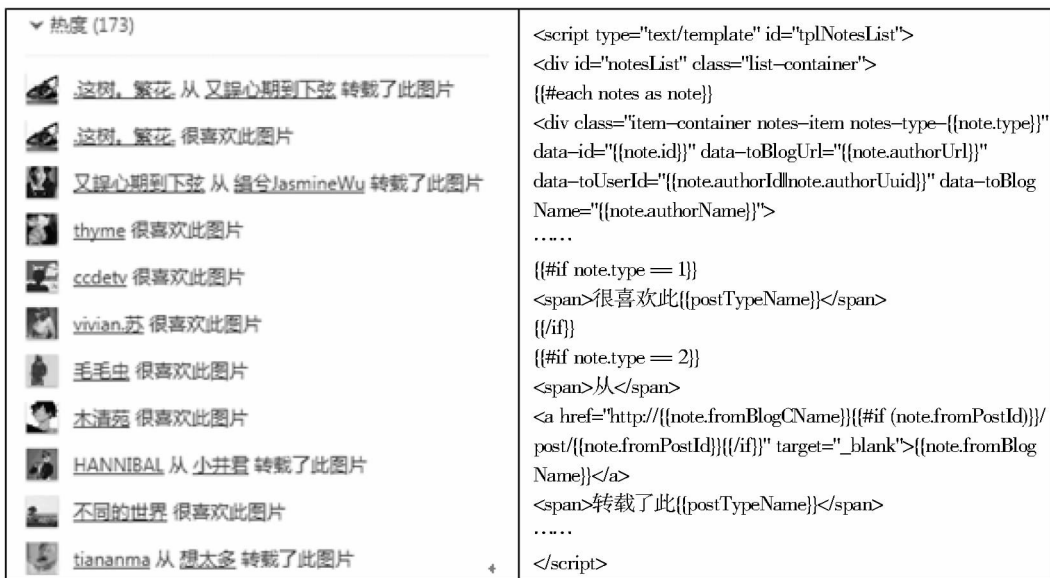 热度 (173)
.这树。繁花. 从 又誤心期到下弦 转载了此图片
.这树。繁花. 很喜欢此图片
又誤心期到下弦 从 缉兮JasmineWu 转载了此图片
thyme 很喜欢此图片
ccdetv 很喜欢此图片
vivian.苏 很喜欢此图片
毛毛虫 很喜欢此图片
木清苑 很喜欢此图片
HANNIBAL 从 小井君 转载了此图片
不同的世界 很喜欢此图片
tiananma 从 想太多 转载了此图片
<script type="text/template" id="tplNotesList">
<div id="notesList" class="list-container">
{{#each notes as note}}
<div class="item-container notes-item notes-type-{{note.type}}"
data-id="{{note.id}}" data-toBlogUrl="{{note.authorUrl}}"
data-toUserId="{{note.authorId||note.authorUuid}}" data-toBlog
Name="{{note.authorName}}">
……
{{#if note.type == 1}}
<span>很喜欢此{{postTypeName}}</span>
{{/if}}
{{#if note.type == 2}}
<span>从</span>
<a href="http://{{note.fromBlogCName}}{{#if (note.fromPostId)}}/
post/{{note.fromPostId}}{{/if}}" target="_blank">{{note.fromBlog
Name}}</a>
<span>转载了此{{postTypeName}}</span>
……
</script>